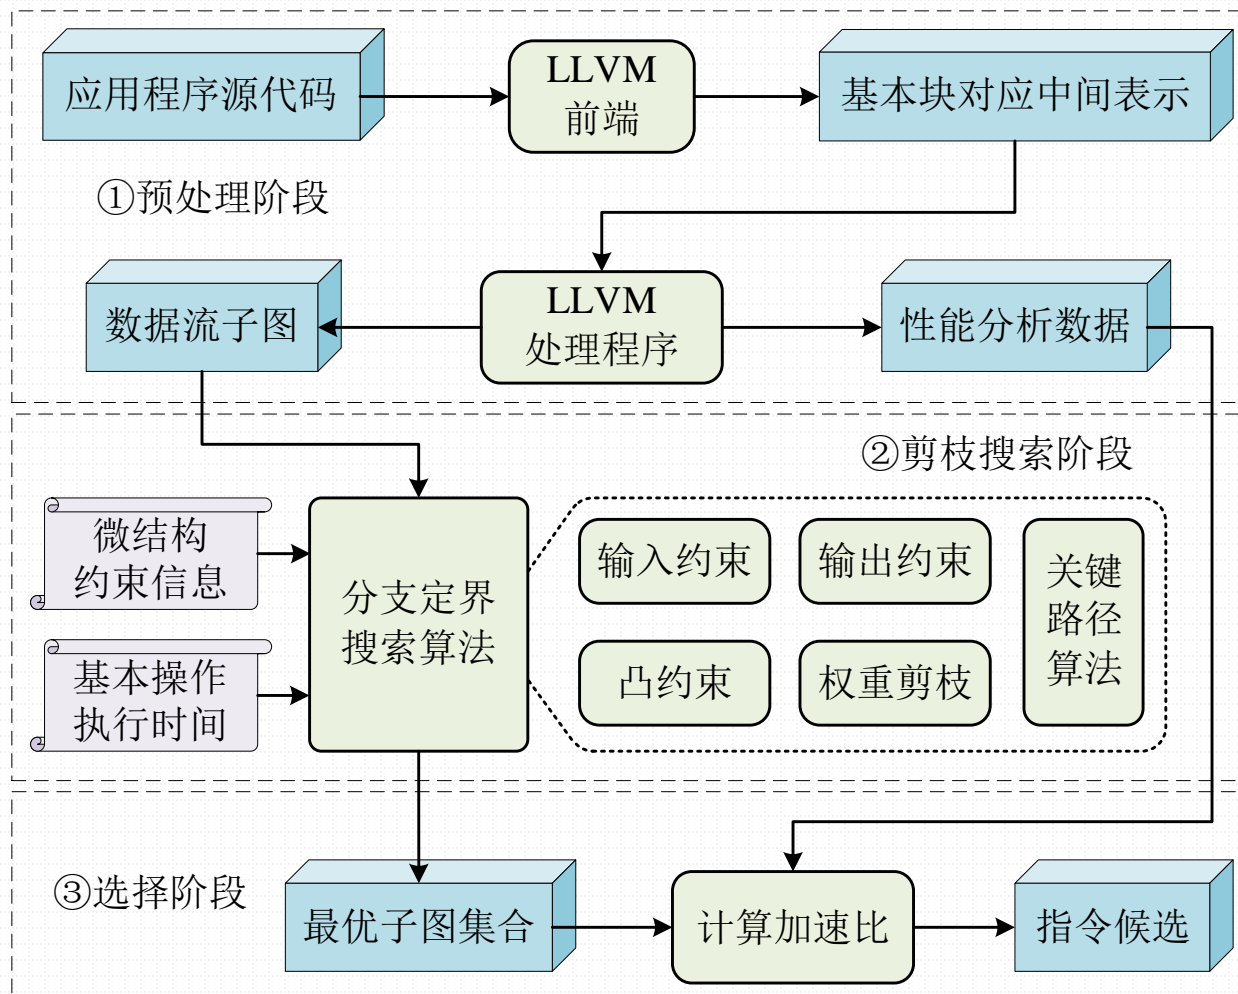 应用程序源代码
LLVM
前端
基本块对应中间表示
①预处理阶段
数据流子图
LLVM
处理程序
性能分析数据
②剪枝搜索阶段
微结构
约束信息
基本操作
执行时间
分支定界
搜索算法
输入约束
输出约束
凸约束
权重剪枝
关键
路径
算法
③选择阶段
最优子图集合
计算加速比
指令候选